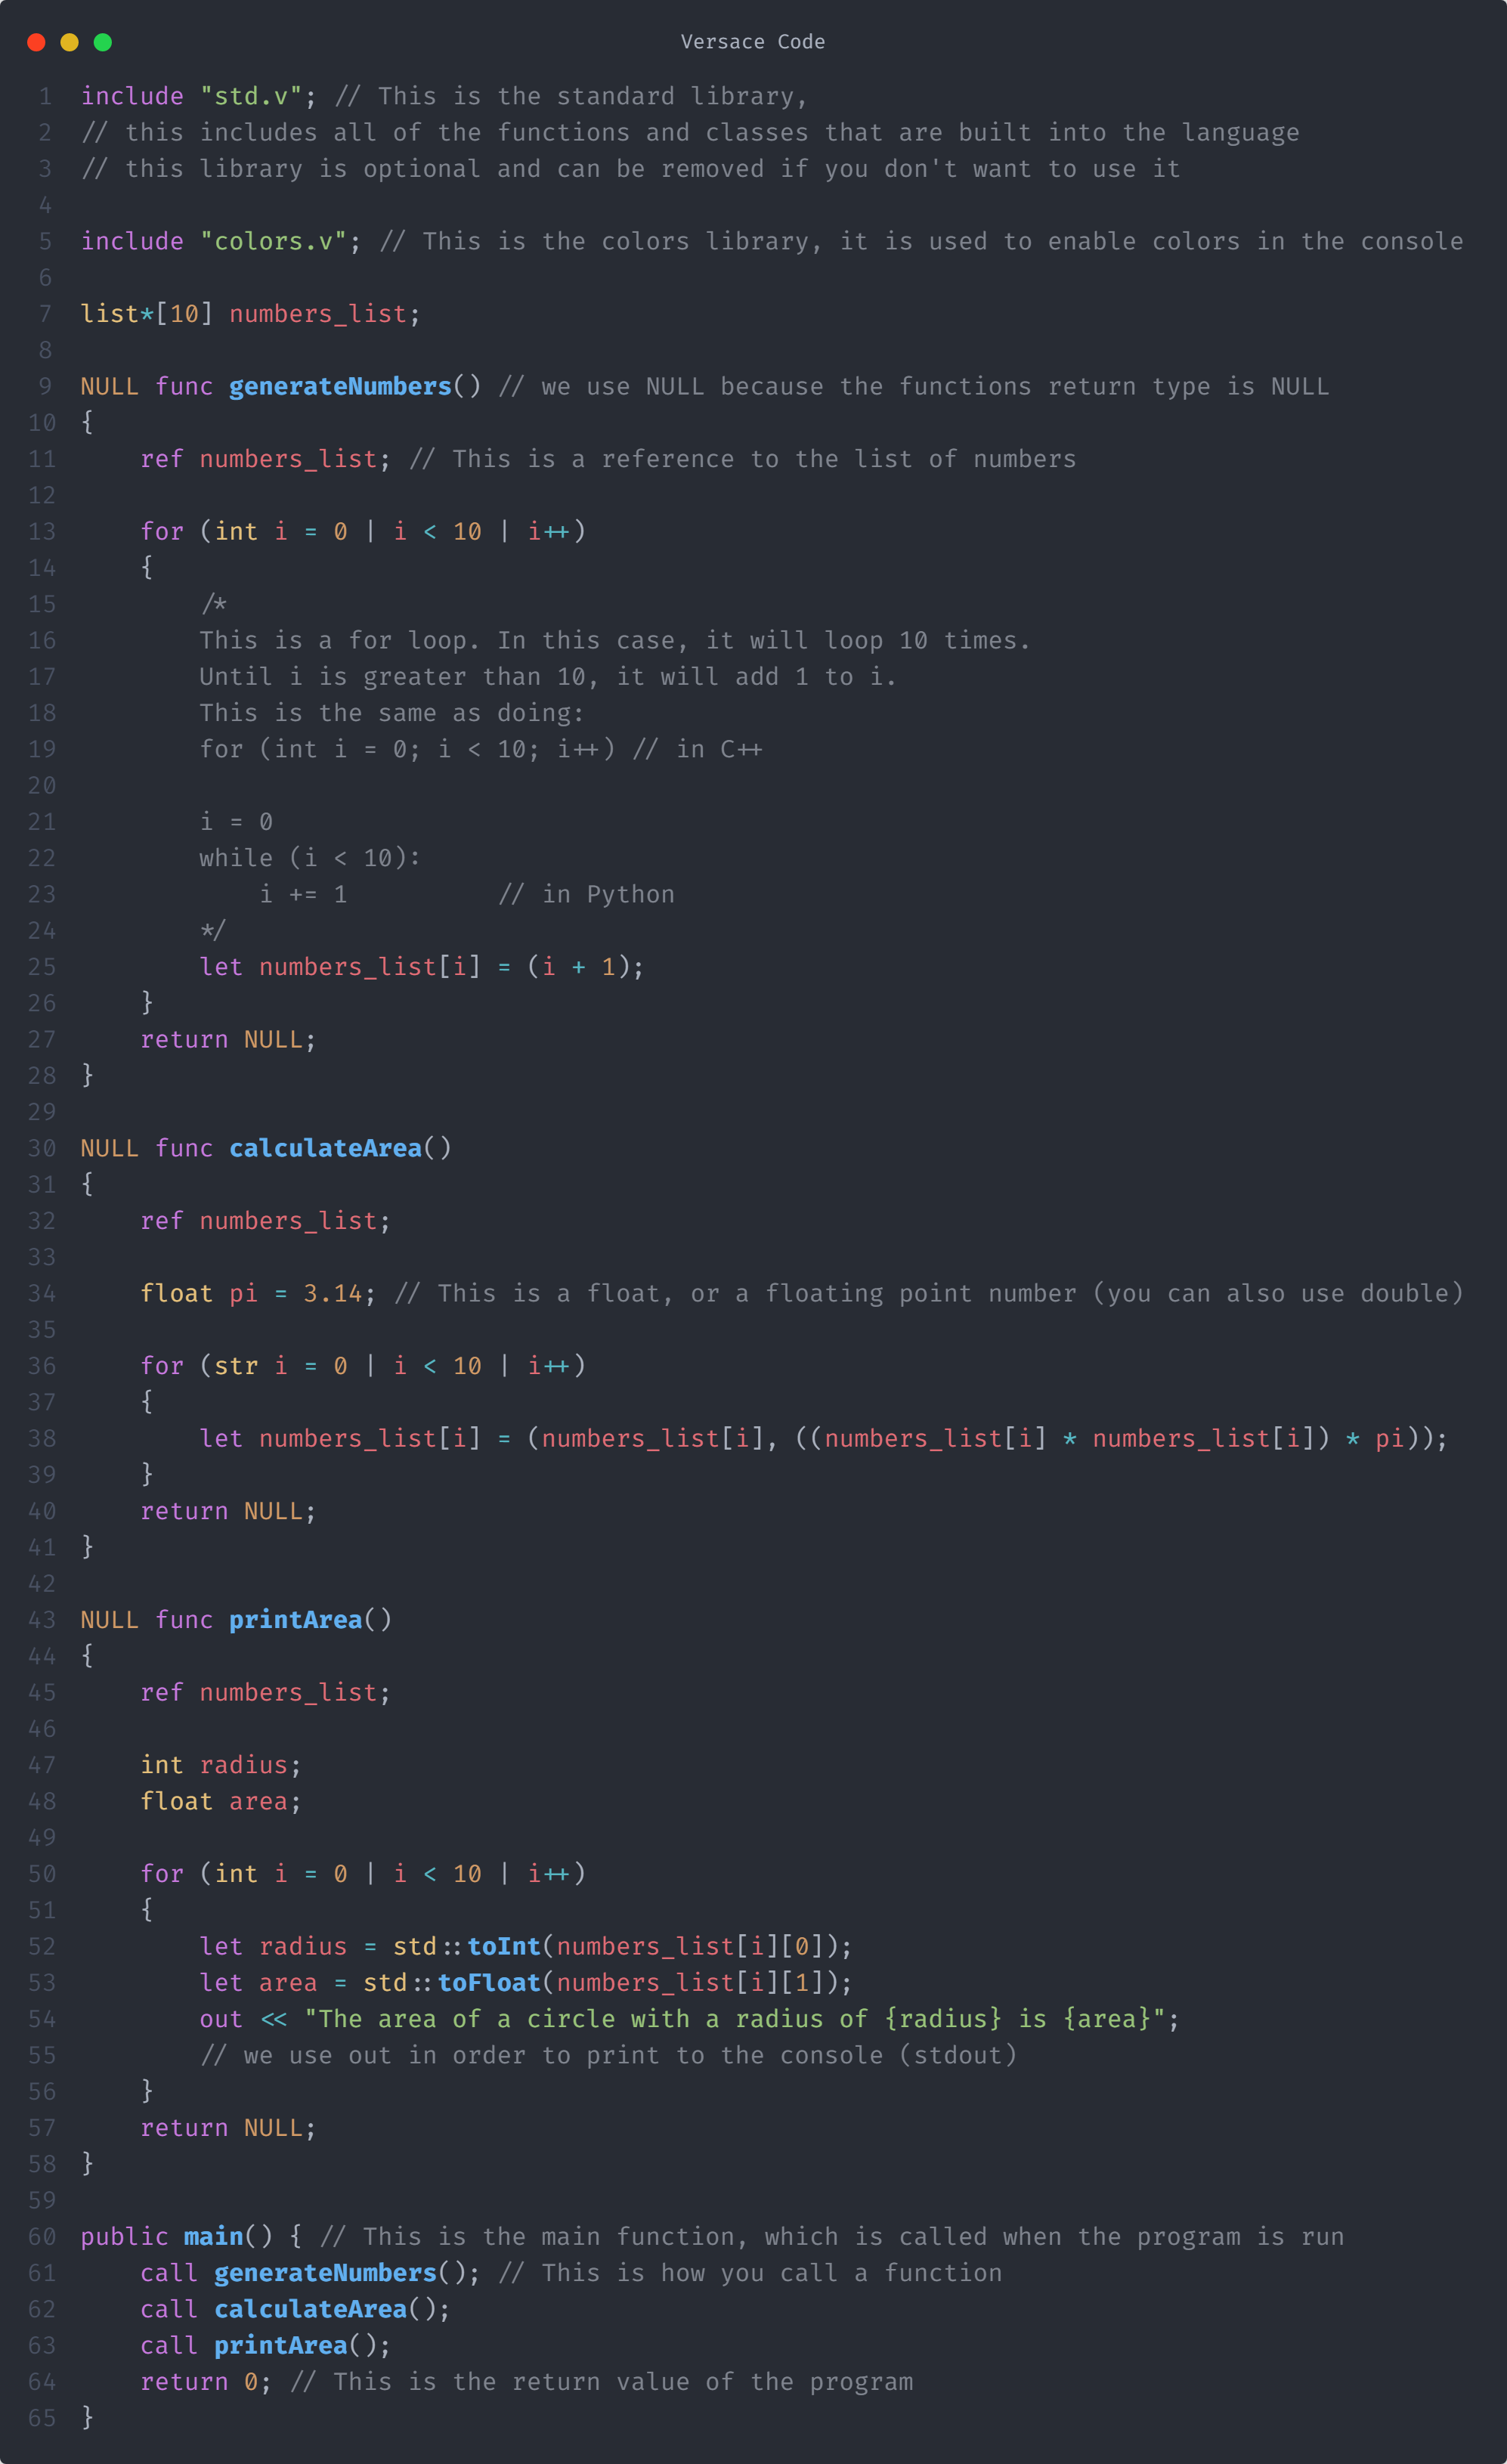 Versace Code
1 include "std.v"; // This is the standard library,
2 // this includes all of the functions and classes that are built into the language
3 // this library is optional and can be removed if you don't want to use it
4
5 include "colors.v"; // This is the colors library, it is used to enable colors in the console
6
7 list*[10] numbers_list;
8
9 NULL func generateNumbers() // we use NULL because the functions return type is NULL
10 {
11     ref numbers_list; // This is a reference to the list of numbers
12
13     for (int i = 0 | i < 10 | i++)
14     {
15         /*
16         This is a for loop. In this case, it will loop 10 times.
17         Until i is greater than 10, it will add 1 to i.
18         This is the same as doing:
19         for (int i = 0; i < 10; i++) // in C++
20
21         i = 0
22         while (i < 10):
23             i += 1          // in Python
24         */
25         let numbers_list[i] = (i + 1);
26     }
27     return NULL;
28 }
29
30 NULL func calculateArea()
31 {
32     ref numbers_list;
33
34     float pi = 3.14; // This is a float, or a floating point number (you can also use double)
35
36     for (str i = 0 | i < 10 | i++)
37     {
38         let numbers_list[i] = (numbers_list[i], ((numbers_list[i] * numbers_list[i]) * pi));
39     }
40     return NULL;
41 }
42
43 NULL func printArea()
44 {
45     ref numbers_list;
46
47     int radius;
48     float area;
49
50     for (int i = 0 | i < 10 | i++)
51     {
52         let radius = std::toInt(numbers_list[i][0]);
53         let area = std::toFloat(numbers_list[i][1]);
54         out << "The area of a circle with a radius of {radius} is {area}";
55         // we use out in order to print to the console (stdout)
56     }
57     return NULL;
58 }
59
60 public main() { // This is the main function, which is called when the program is run
61     call generateNumbers(); // This is how you call a function
62     call calculateArea();
63     call printArea();
64     return 0; // This is the return value of the program
65 }